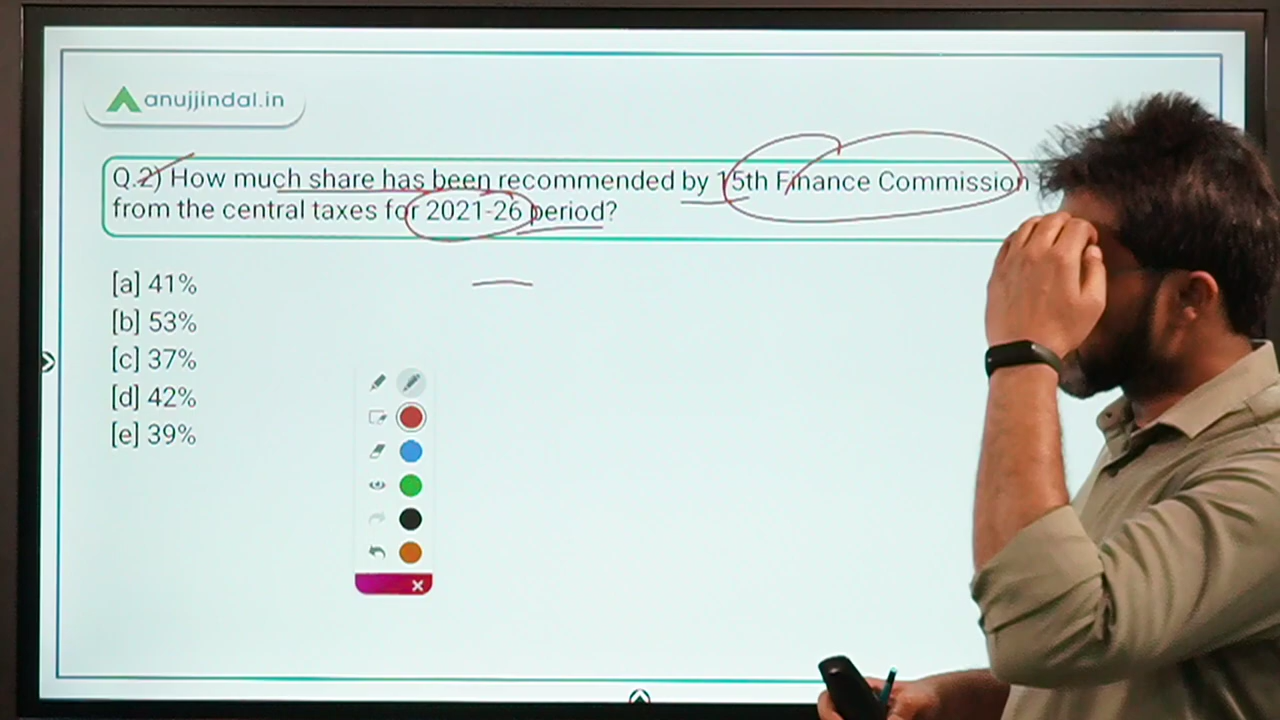 anujjindal.in
Q.2) How much share has been recommended by 15th Finance Commission
from the central taxes for 2021-26 period?
[a] 41%
[b] 53%
[c] 37%
[d] 42%
[e] 39%